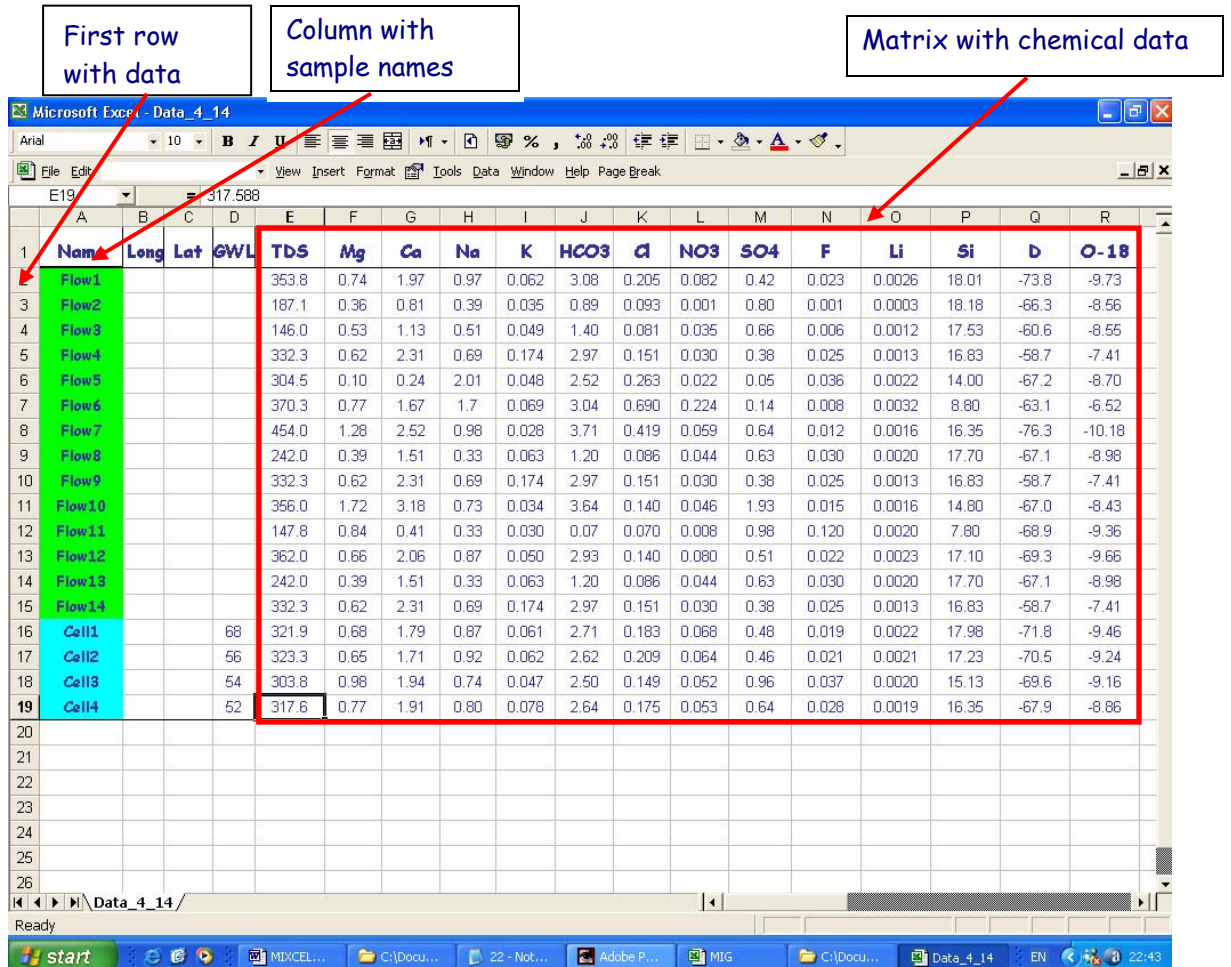 First row
with data
Column with
sample names
Matrix with chemical data
Microsoft Excel - Data_4_14
Arial 10 B I U % ,
File Edit View Insert Format Tools Data Window Help Page Break
E19 = 317.588
A B C D E F G H I J K L M N O P Q R
1 Name Long Lat GWL TDS Mg Ca Na K HCO3 Cl NO3 SO4 F Li Si D O-18
2 Flow1 353.8 0.74 1.97 0.97 0.062 3.08 0.205 0.082 0.42 0.023 0.0026 18.01 -73.8 -9.73
3 Flow2 187.1 0.36 0.81 0.39 0.035 0.89 0.093 0.001 0.80 0.001 0.0003 18.18 -66.3 -8.56
4 Flow3 146.0 0.53 1.13 0.51 0.049 1.40 0.081 0.035 0.66 0.006 0.0012 17.53 -60.6 -8.55
5 Flow4 332.3 0.62 2.31 0.69 0.174 2.97 0.151 0.030 0.38 0.025 0.0013 16.83 -58.7 -7.41
6 Flow5 304.5 0.10 0.24 2.01 0.048 2.52 0.263 0.022 0.05 0.036 0.0022 14.00 -67.2 -8.70
7 Flow6 370.3 0.77 1.67 1.7 0.069 3.04 0.690 0.224 0.14 0.008 0.0032 8.80 -63.1 -6.52
8 Flow7 454.0 1.28 2.52 0.98 0.028 3.71 0.419 0.059 0.64 0.012 0.0016 16.35 -76.3 -10.18
9 Flow8 242.0 0.39 1.51 0.33 0.063 1.20 0.086 0.044 0.63 0.030 0.0020 17.70 -67.1 -8.98
10 Flow9 332.3 0.62 2.31 0.69 0.174 2.97 0.151 0.030 0.38 0.025 0.0013 16.83 -58.7 -7.41
11 Flow10 356.0 1.72 3.18 0.73 0.034 3.64 0.140 0.046 1.93 0.015 0.0016 14.80 -67.0 -8.43
12 Flow11 147.8 0.84 0.41 0.33 0.030 0.07 0.070 0.008 0.98 0.120 0.0020 7.80 -68.9 -9.36
13 Flow12 362.0 0.66 2.06 0.87 0.050 2.93 0.140 0.080 0.51 0.022 0.0023 17.10 -69.3 -9.66
14 Flow13 242.0 0.39 1.51 0.33 0.063 1.20 0.086 0.044 0.63 0.030 0.0020 17.70 -67.1 -8.98
15 Flow14 332.3 0.62 2.31 0.69 0.174 2.97 0.151 0.030 0.38 0.025 0.0013 16.83 -58.7 -7.41
16 Cell1 68 321.9 0.68 1.79 0.87 0.061 2.71 0.183 0.068 0.48 0.019 0.0022 17.98 -71.8 -9.46
17 Cell2 56 323.3 0.65 1.71 0.92 0.062 2.62 0.209 0.064 0.46 0.021 0.0021 17.23 -70.5 -9.24
18 Cell3 54 303.8 0.98 1.94 0.74 0.047 2.50 0.149 0.052 0.96 0.037 0.0020 15.13 -69.6 -9.16
19 Cell4 52 317.6 0.77 1.91 0.80 0.078 2.64 0.175 0.053 0.64 0.028 0.0019 16.35 -67.9 -8.86
20
21
22
23
24
25
26
Data_4_14
Ready
start MIXCEL... C:\Docu... 22 - Not... Adobe P... MIG C:\Docu... Data_4_14 EN 22:43